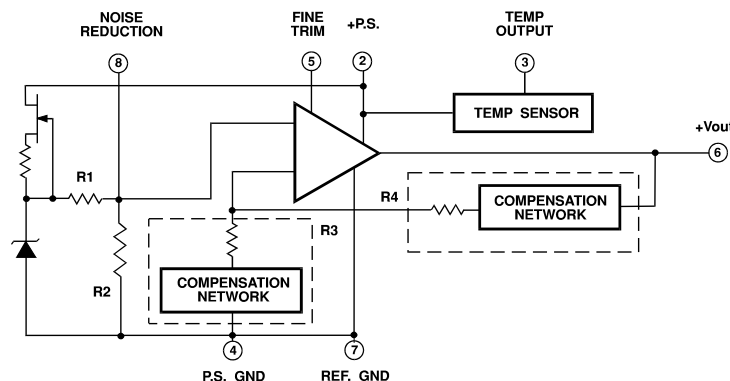 NOISE
REDUCTION
FINE
TRIM
+P.S.
TEMP
OUTPUT
8
5
2
3
TEMP SENSOR
+Vout
6
R1
R4
COMPENSATION
NETWORK
R3
R2
COMPENSATION
NETWORK
4
7
P.S. GND
REF. GND